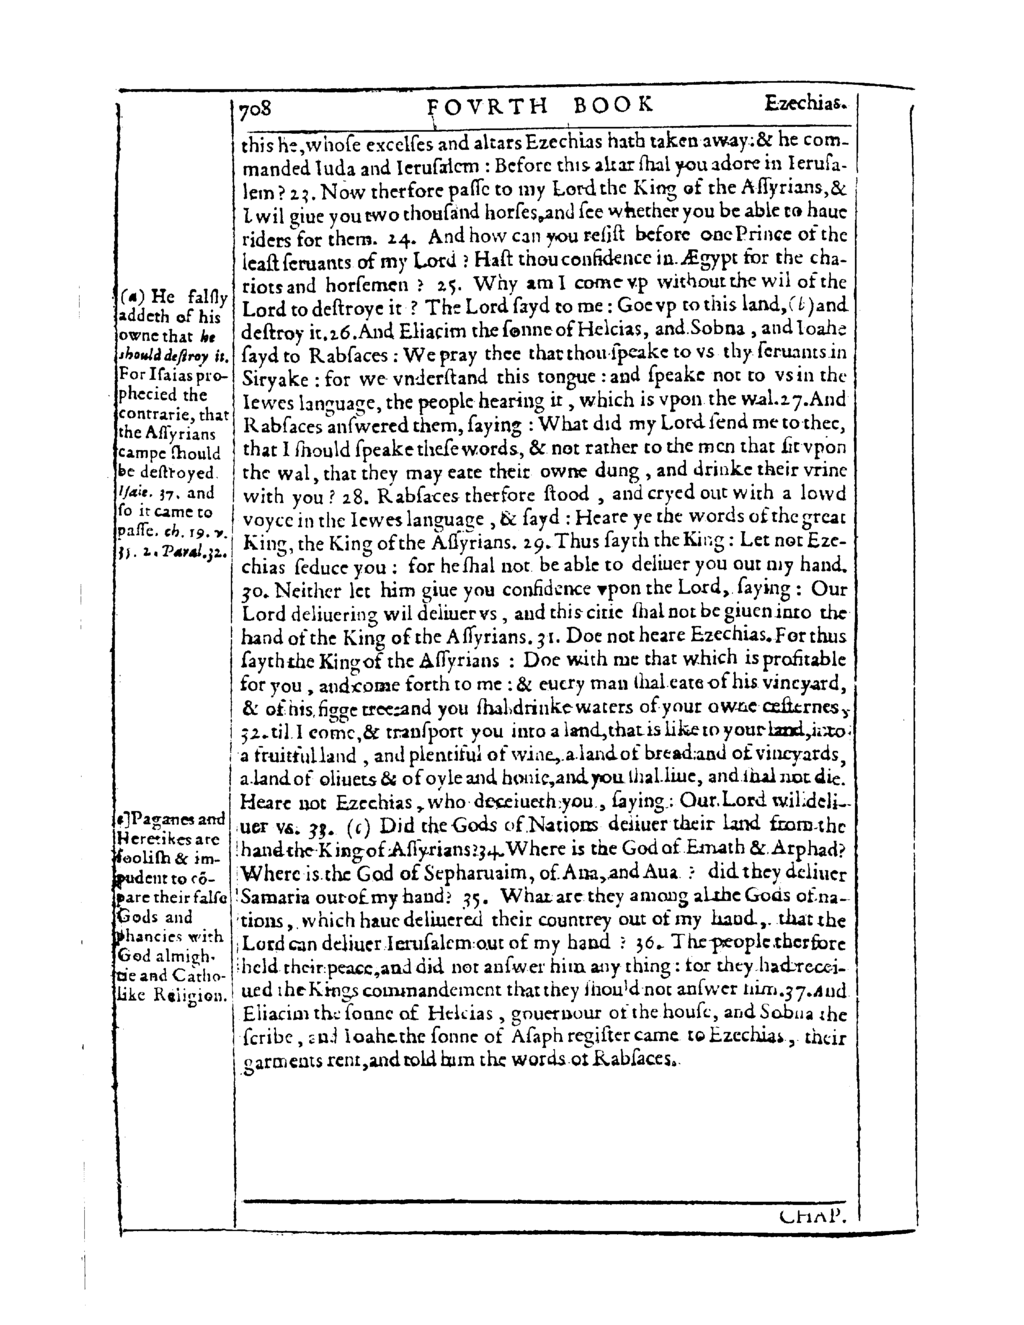 708 FOVRTH BOOK Ezechias.
this he, whoſe excelſes and altars Ezechias hath taken away: & he com-
manded Iuda and Ieruſalem : Before this altar ſhal you adore in Ieruſa-
lem ? 23. Now therfore paſſe to my Lord the King of the Aſſyrians, &
I wil giue you two thouſand horſes, and ſee whether you be able to haue
riders for them. 24. And how can you reſiſt before one Prince of the
leaſt ſeruants of my Lord ? Haſt thou confidence in Ægypt for the cha-
riots and horſemen ? 25. Why am I come vp without the wil of the
Lord to deſtroye it ? The Lord ſayd to me : Goe vp to this land, (b) and
deſtroy it. 26. And Eliacim the ſonne of Helcias, and Sobna , and Ioahe
ſayd to Rabſaces : We pray thee that thou ſpeake to vs thy ſeruants in
Siryake : for we vnderſtand this tongue : and ſpeake not to vs in the
Iewes language, the people hearing it , which is vpon the wal. 27. And
Rabſaces anſwered them, ſaying : What did my Lord ſend me to thee,
that I ſhould ſpeake theſe words, & not rather to the men that ſit vpon
the wal, that they may eate their owne dung , and drinke their vrine
with you ? 28. Rabſaces therfore ſtood , and cryed out with a lowd
voyce in the Iewes language , & ſayd : Heare ye the words of the great
King, the King of the Aſſyrians. 29. Thus ſayth the King : Let not Eze-
chias ſeduce you : for he ſhal not be able to deliuer you out my hand.
30. Neither let him giue you confidence vpon the Lord, ſaying : Our
Lord deliuering wil deliuer vs , and this citie ſhal not be giuen into the
hand of the King of the Aſſyrians. 31. Doe not heare Ezechias. For thus
ſayth the King of the Aſſyrians : Doe with me that which is profitable
for you , and come forth to me : & euery man ſhal eate of his vineyard,
& of his figge tree: and you ſhal drinke waters of your owne ceſternes,
32. til I come, & tranſport you into a land, that is like to your land, into
a fruitful land , and plentiful of wine, a land of bread and of vineyards,
a land of oliuets & of oyle and honie, and you ſhal liue, and ſhal not die.
Heare not Ezechias, who deceiueth you , ſaying : Our Lord wil deli-
uer vs. 33. (c) Did the Gods of Nations deliuer their land from the
hand the King of Aſſyrians? 34. Where is the God of Emath & Arphad?
Where is the God of Sepharuaim, of Ana, and Aua ? did they deliuer
Samaria out of my hand? 35. What are they among al the Gods of na-
tions, which haue deliuered their countrey out of my hand, that the
Lord can deliuer Ieruſalem out of my hand ? 36. The people therfore
held their peace, and did not anſwer him any thing : for they had recei-
ued the Kings commandement that they ſhould not anſwer him. 37. And
Eliacim the ſonne of Helcias , gouernour of the houſe, and Sobna the
ſcribe , and Ioahe the ſonne of Aſaph regiſter came to Ezechias , their
garments rent, and told him the words of Rabſaces.
(a) He falſly
addeth of his
owne that he
ſhould deſtroy it.
For Iſaias pro-
phecied the
contrarie, that
the Aſſyrians
campe ſhould
be deſtroyed.
Iſaie. 37. and
ſo it came to
paſſe. ch. 19. v.
35. 2. Paral. 32.
c] Paganes and
Heretikes are
foolish & im-
pudent to cō-
pare their falſe
Gods and
phancies with
God almigh-
tie and Catho-
like Religion.
CHAP.